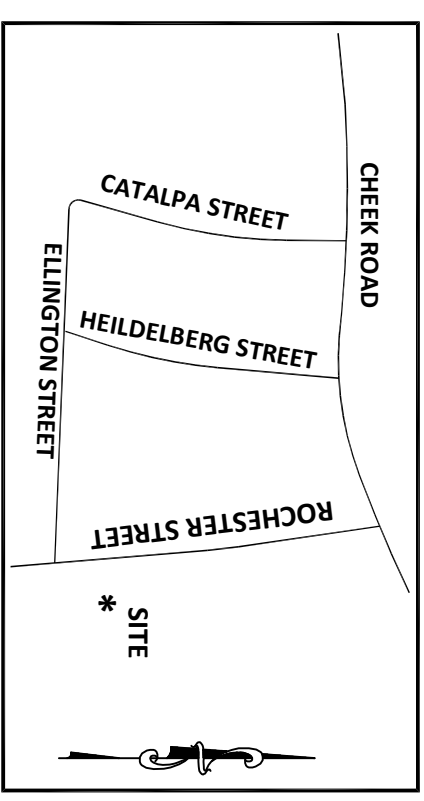 CHEEK ROAD
CATALPA STREET
ELLINGTON STREET
HEILDELBERG STREET
ROCHESTER STREET
* SITE
N